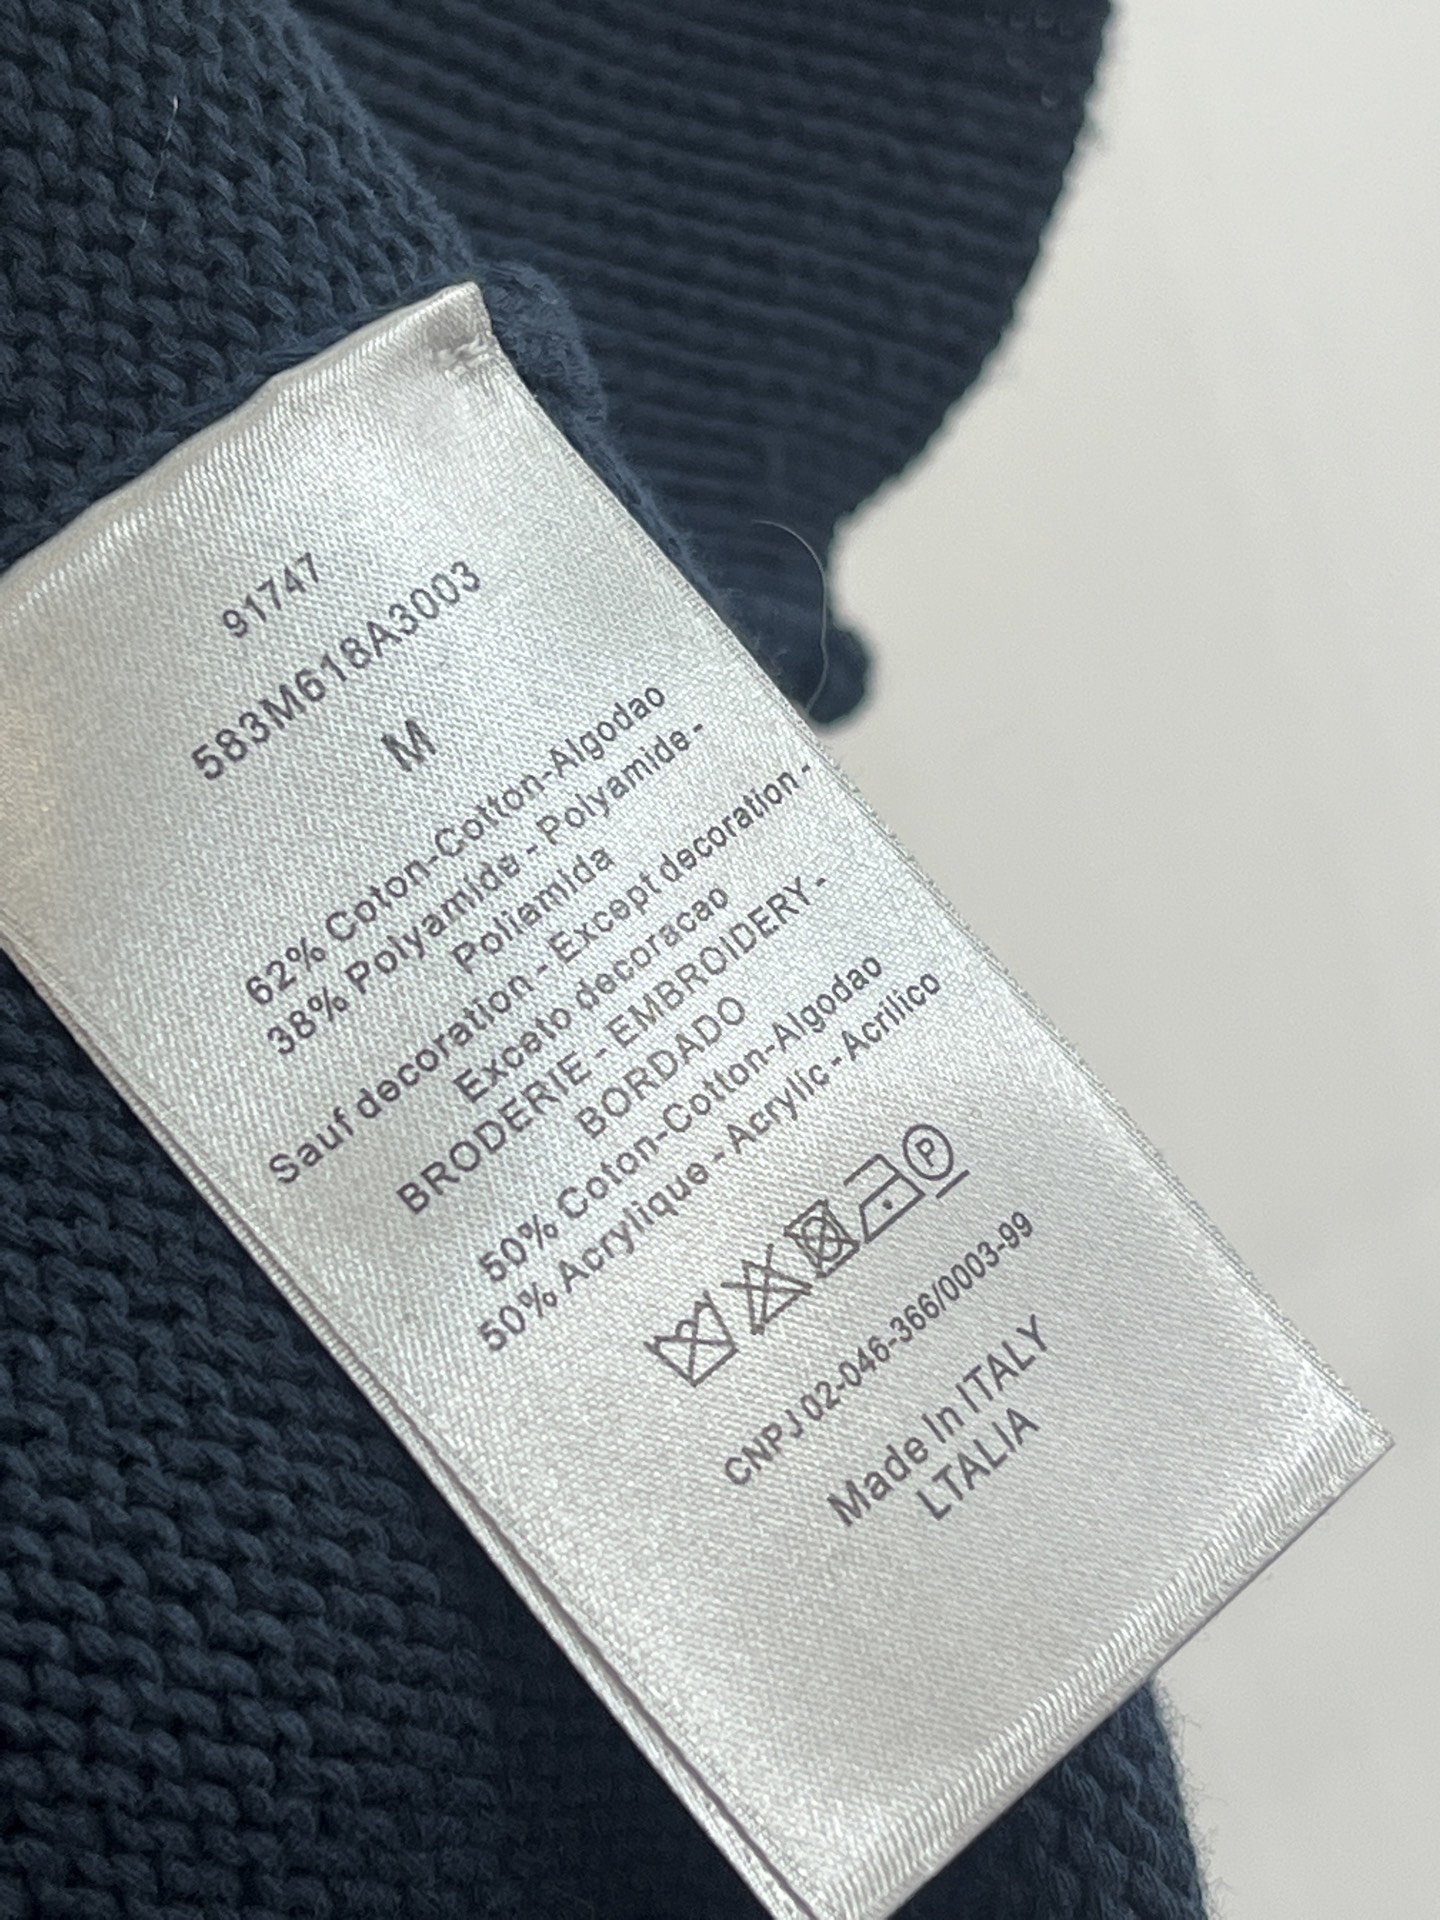 91747
583M618A3003
M
62% Coton-Cotton-Algodao
38% Polyamide - Polyamide -
Poliamida
Sauf decoration - Except decoration -
Exceto decoracao
BRODERIE - EMBROIDERY -
BORDADO
50% Coton-Cotton-Algodao
50% Acrylique - Acrylic - Acrilico
P
CNPJ 02-046-366/0003-99
Made In ITALY
LTALIA